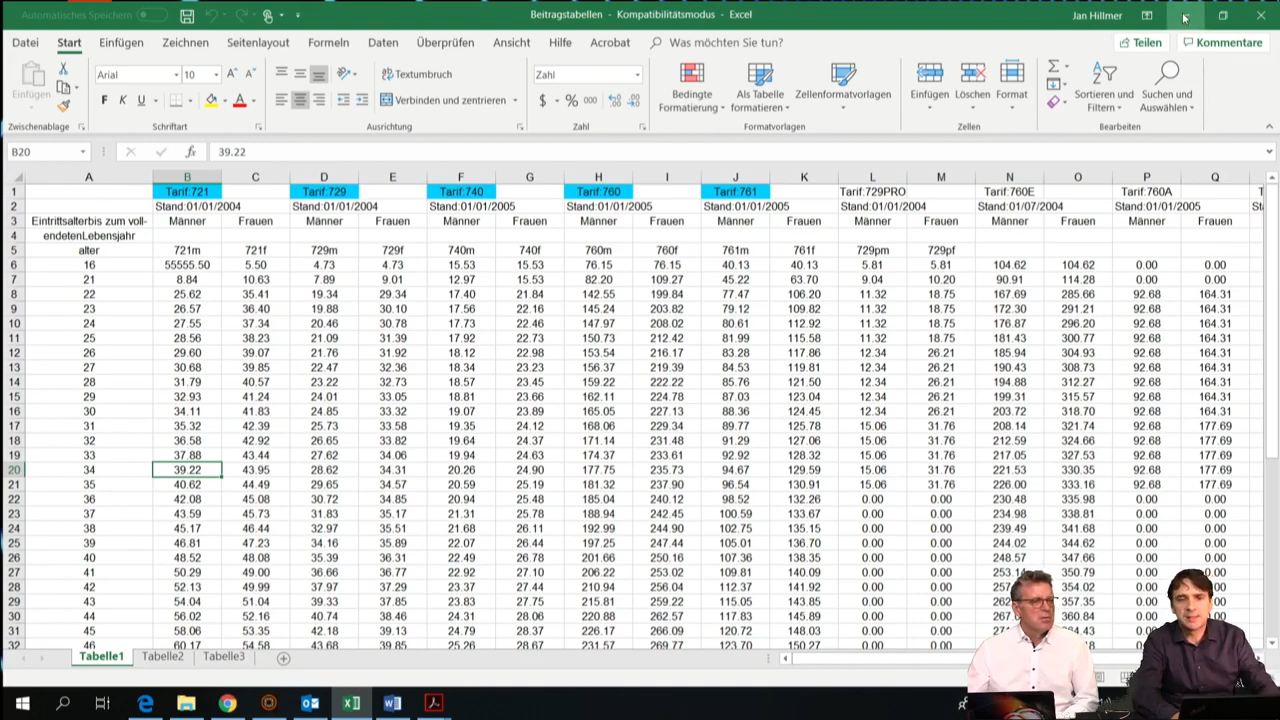 Automatisches Speichern
Beitragstabellen - Kompatibilitätsmodus - Excel
Jan Hillmer
Datei Start Einfügen Zeichnen Seitenlayout Formeln Daten Überprüfen Ansicht Hilfe Acrobat Was möchten Sie tun? Teilen Kommentare
Einfügen
Arial 10
F K U
Textumbruch
Verbinden und zentrieren
Zahl
$ % 000
Bedingte Formatierung
Als Tabelle formatieren
Zellenformatvorlagen
Einfügen Löschen Format
Sortieren und Filtern
Suchen und Auswählen
Zwischenablage Schriftart Ausrichtung Zahl Formatvorlagen Zellen Bearbeiten
B20 fx 39.22
A B C D E F G H I J K L M N O P Q
1 Tarif:721 Tarif:729 Tarif:740 Tarif:760 Tarif:761 Tarif:729PRO Tarif:760E Tarif:760A
2 Stand:01/01/2004 Stand:01/01/2004 Stand:01/01/2005 Stand:01/01/2005 Stand:01/01/2005 Stand:01/01/2004 Stand:01/07/2004 Stand:01/01/2005
3 Eintrittsalterbis zum voll- Männer Frauen Männer Frauen Männer Frauen Männer Frauen Männer Frauen Männer Frauen Männer Frauen Männer Frauen
4 endetenLebensjahr
5 alter 721m 721f 729m 729f 740m 740f 760m 760f 761m 761f 729pm 729pf
6 16 55555.50 5.50 4.73 4.73 15.53 15.53 76.15 76.15 40.13 40.13 5.81 5.81 104.62 104.62 0.00 0.00
7 21 8.84 10.63 7.89 9.01 12.97 15.53 82.20 109.27 45.22 63.70 9.04 10.20 90.91 114.28 0.00 0.00
8 22 25.62 35.41 19.34 29.34 17.40 21.84 142.55 199.84 77.47 106.20 11.32 18.75 167.69 285.66 92.68 164.31
9 23 26.57 36.40 19.88 30.10 17.56 22.16 145.24 203.82 79.12 109.82 11.32 18.75 172.30 291.21 92.68 164.31
10 24 27.55 37.34 20.46 30.78 17.73 22.46 147.97 208.02 80.61 112.92 11.32 18.75 176.87 296.20 92.68 164.31
11 25 28.56 38.23 21.09 31.39 17.92 22.73 150.73 212.42 81.99 115.58 11.32 18.75 181.43 300.77 92.68 164.31
12 26 29.60 39.07 21.76 31.92 18.12 22.98 153.54 216.17 83.28 117.86 12.34 26.21 185.94 304.93 92.68 164.31
13 27 30.68 39.85 22.47 32.36 18.34 23.23 156.37 219.39 84.53 119.81 12.34 26.21 190.43 308.73 92.68 164.31
14 28 31.79 40.57 23.22 32.73 18.57 23.45 159.22 222.22 85.76 121.50 12.34 26.21 194.88 312.27 92.68 164.31
15 29 32.93 41.24 24.01 33.05 18.81 23.66 162.11 224.78 87.03 123.04 12.34 26.21 199.31 315.57 92.68 164.31
16 30 34.11 41.83 24.85 33.32 19.07 23.89 165.05 227.13 88.36 124.45 12.34 26.21 203.72 318.70 92.68 164.31
17 31 35.32 42.39 25.73 33.58 19.35 24.12 168.06 229.34 89.77 125.78 15.06 31.76 208.14 321.74 92.68 177.69
18 32 36.58 42.92 26.65 33.82 19.64 24.37 171.14 231.48 91.29 127.06 15.06 31.76 212.59 324.66 92.68 177.69
19 33 37.88 43.44 27.62 34.06 19.94 24.63 174.37 233.61 92.92 128.32 15.06 31.76 217.05 327.53 92.68 177.69
20 34 39.22 43.95 28.62 34.31 20.26 24.90 177.75 235.73 94.67 129.59 15.06 31.76 221.53 330.35 92.68 177.69
21 35 40.62 44.49 29.65 34.57 20.59 25.19 181.32 237.90 96.54 130.91 15.06 31.76 226.00 333.16 92.68 177.69
22 36 42.08 45.08 30.72 34.85 20.94 25.48 185.04 240.12 98.52 132.26 0.00 0.00 230.48 335.98 0.00 0.00
23 37 43.59 45.73 31.83 35.17 21.31 25.78 188.94 242.45 100.59 133.67 0.00 0.00 234.98 338.81 0.00 0.00
24 38 45.17 46.44 32.97 35.51 21.68 26.11 192.99 244.90 102.75 135.15 0.00 0.00 239.49 341.68 0.00 0.00
25 39 46.81 47.23 34.16 35.89 22.07 26.44 197.25 247.44 105.01 136.70 0.00 0.00 244.02 344.62 0.00 0.00
26 40 48.52 48.08 35.39 36.31 22.49 26.78 201.66 250.16 107.36 138.35 0.00 0.00 248.57 347.66 0.00 0.00
27 41 50.29 49.00 36.66 36.77 22.92 27.10 206.22 253.02 109.81 140.09 0.00 0.00 350.79 0.00 0.00
28 42 52.13 49.99 37.97 37.29 23.37 27.44 210.94 256.04 112.37 141.92 0.00 0.00 354.02 0.00 0.00
29 43 54.04 51.04 39.33 37.85 23.83 27.75 215.81 259.22 115.05 143.85 0.00 357.35
30 44 56.02 52.16 40.74 38.46 24.31 28.06 220.88 262.57 117.83 145.89 0.00 360.84
31 45 58.06 53.35 42.18 39.13 24.79 28.37 226.17 266.09 120.72 148.03 0.00
32 46 60.17 54.58 43.68 39.85 25.26 28.67 231.57 269.77 123.70 150.27 0.00
Tabelle1 Tabelle2 Tabelle3